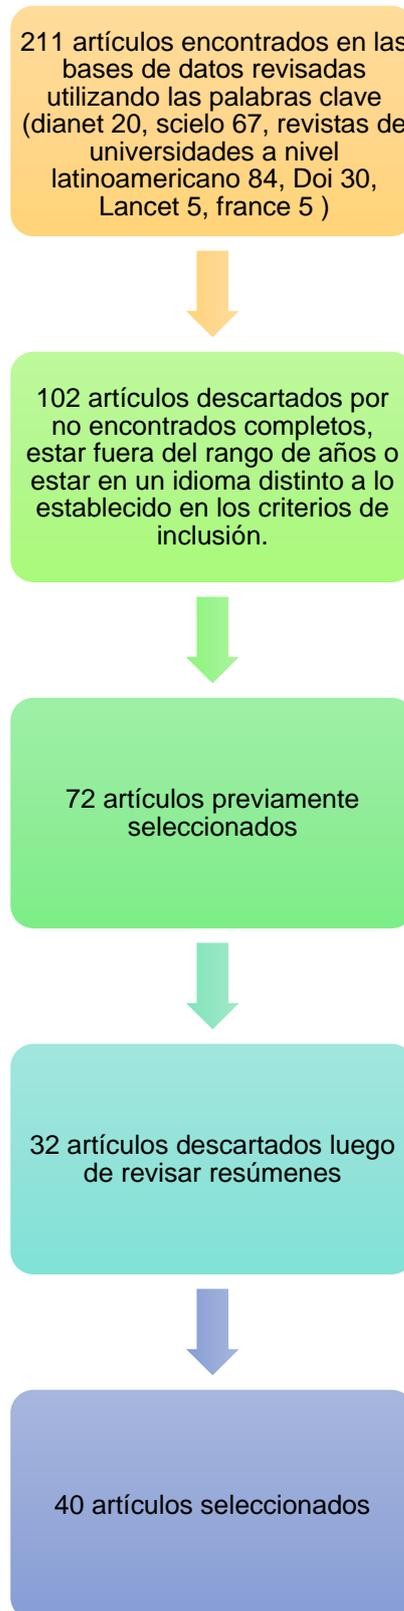 211 artículos encontrados en las
bases de datos revisadas
utilizando las palabras clave
(dianet 20, scielo 67, revistas de
universidades a nivel
latinoamericano 84, Doi 30,
Lancet 5, france 5 )
102 artículos descartados por
no encontrados completos,
estar fuera del rango de años o
estar en un idioma distinto a lo
establecido en los criterios de
inclusión.
72 artículos previamente
seleccionados
32 artículos descartados luego
de revisar resúmenes
40 artículos seleccionados